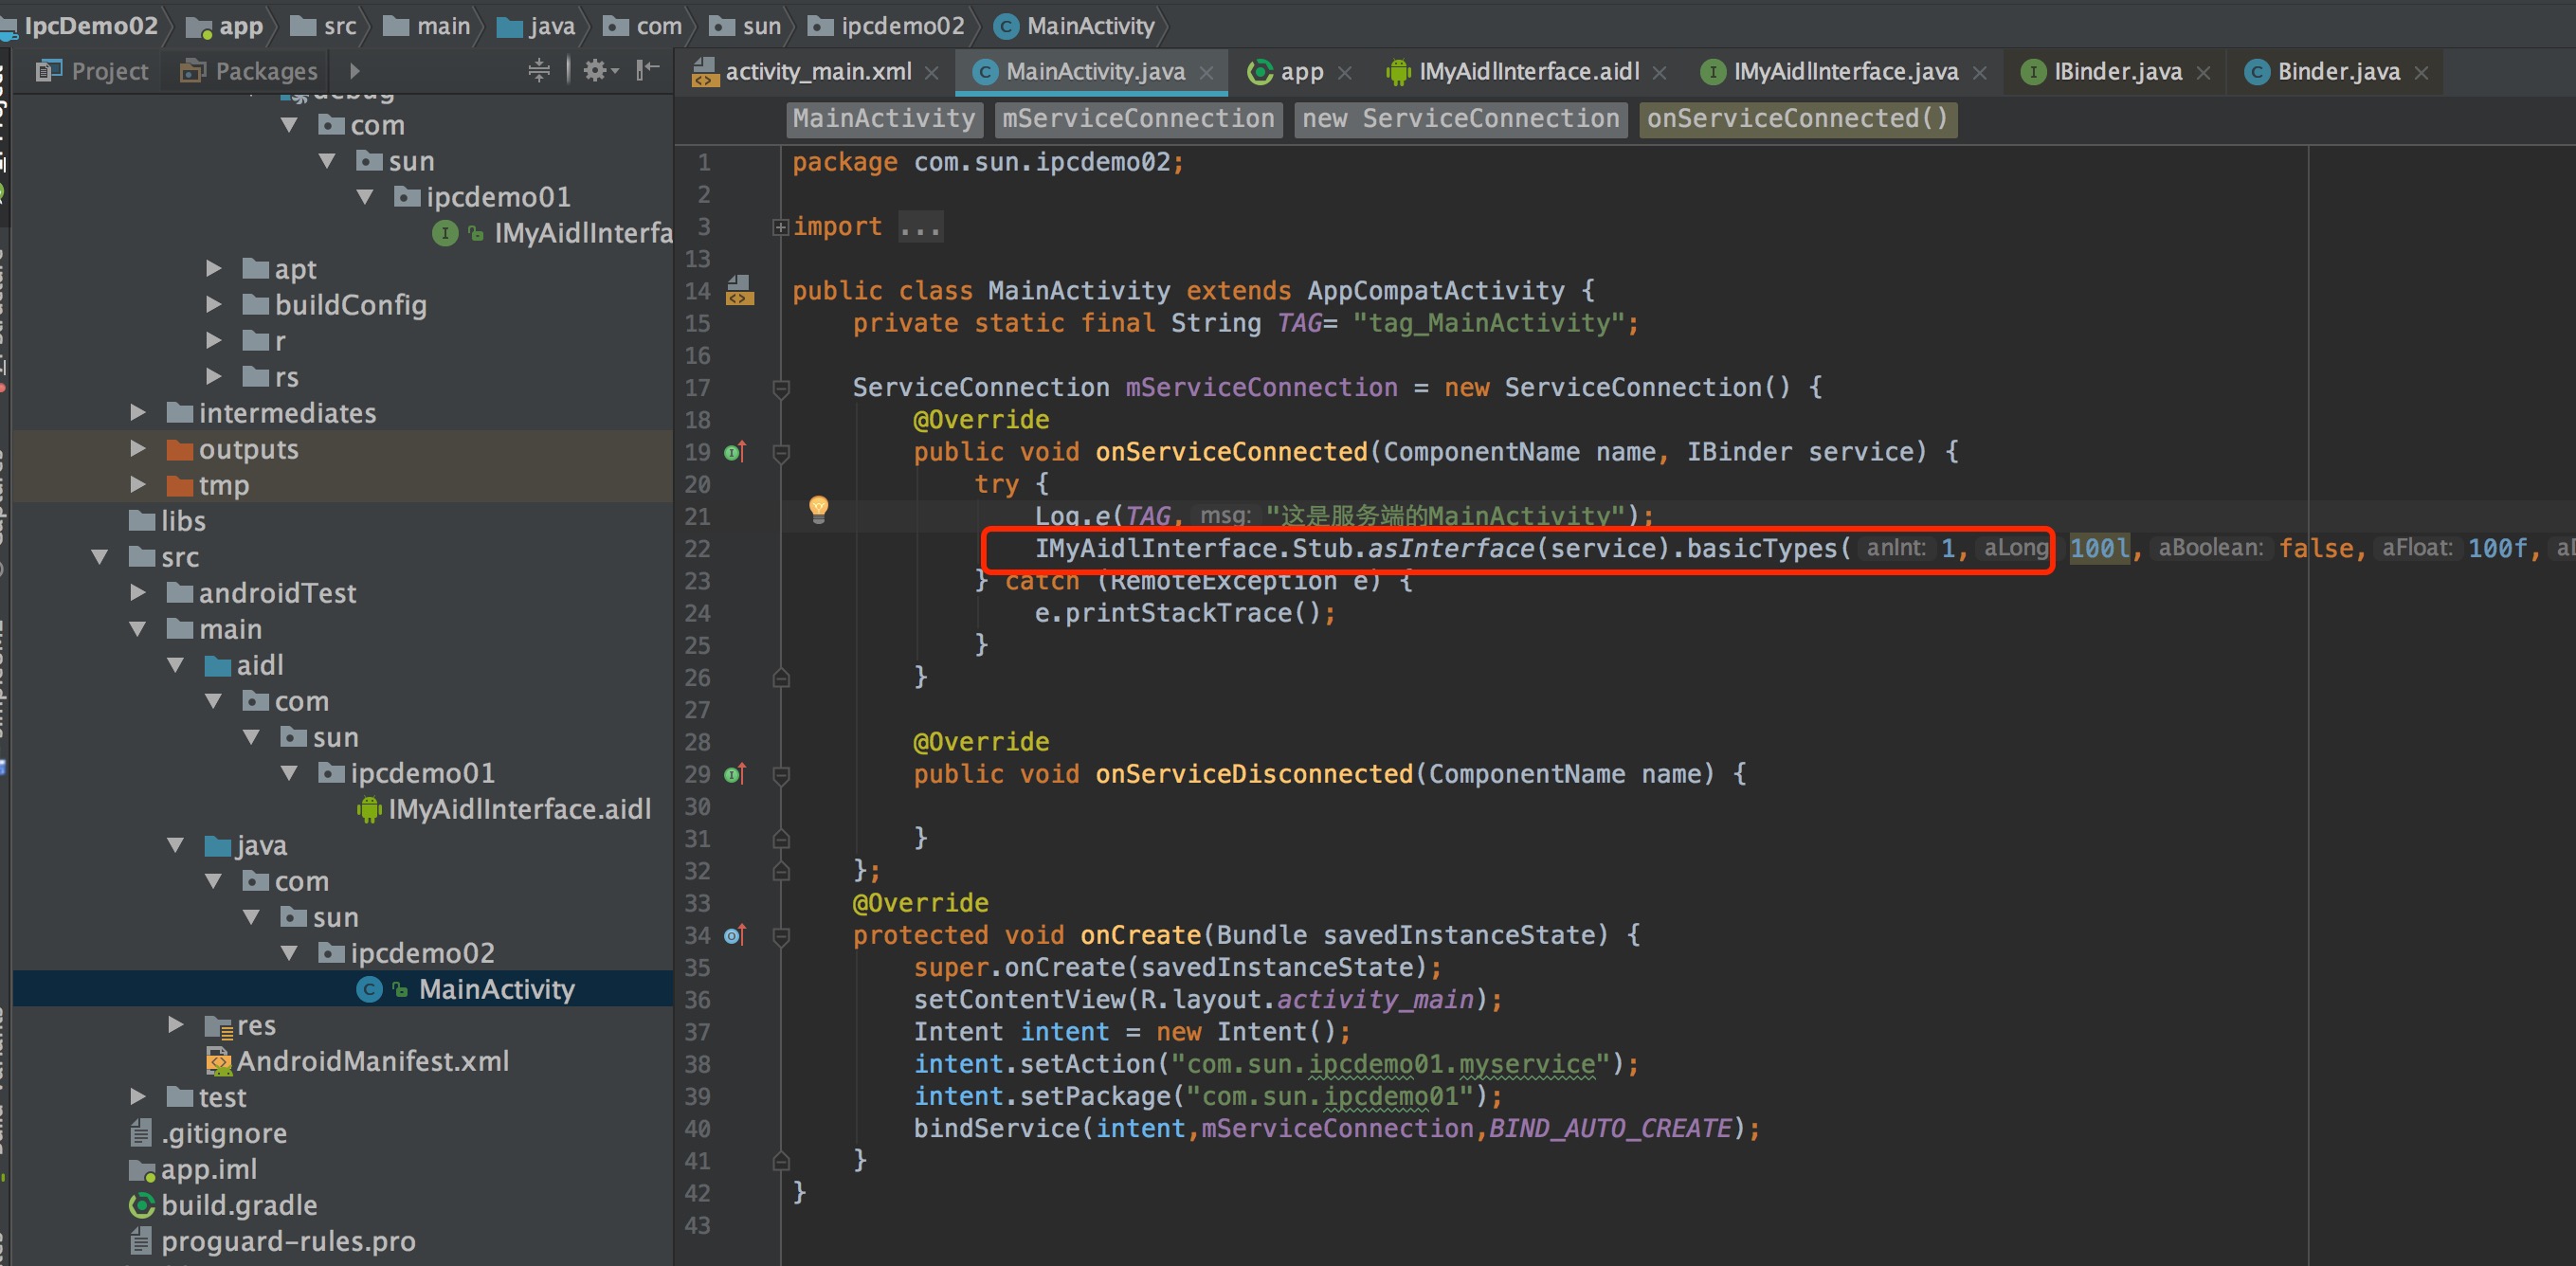 IpcDemo02 app src main java com sun ipcdemo02 MainActivity
Project Packages
activity_main.xml MainActivity.java app IMyAidlInterface.aidl IMyAidlInterface.java IBinder.java Binder.java
MainActivity mServiceConnection new ServiceConnection onServiceConnected()
debug
com
sun
ipcdemo01
IMyAidlInterfa
apt
buildConfig
r
rs
intermediates
outputs
tmp
libs
src
androidTest
main
aidl
com
sun
ipcdemo01
IMyAidlInterface.aidl
java
com
sun
ipcdemo02
MainActivity
res
AndroidManifest.xml
test
.gitignore
app.iml
build.gradle
proguard-rules.pro
1 package com.sun.ipcdemo02;
2
3 import ...
13
14 public class MainActivity extends AppCompatActivity {
15 private static final String TAG= "tag_MainActivity";
16
17 ServiceConnection mServiceConnection = new ServiceConnection() {
18 @Override
19 public void onServiceConnected(ComponentName name, IBinder service) {
20 try {
21 Log.e(TAG, msg: "这是服务端的MainActivity");
22 IMyAidlInterface.Stub.asInterface(service).basicTypes( anInt: 1, aLong 100l, aBoolean: false, aFloat: 100f,
23 } catch (RemoteException e) {
24 e.printStackTrace();
25 }
26 }
27
28 @Override
29 public void onServiceDisconnected(ComponentName name) {
30
31 }
32 };
33 @Override
34 protected void onCreate(Bundle savedInstanceState) {
35 super.onCreate(savedInstanceState);
36 setContentView(R.layout.activity_main);
37 Intent intent = new Intent();
38 intent.setAction("com.sun.ipcdemo01.myservice");
39 intent.setPackage("com.sun.ipcdemo01");
40 bindService(intent,mServiceConnection,BIND_AUTO_CREATE);
41 }
42 }
43